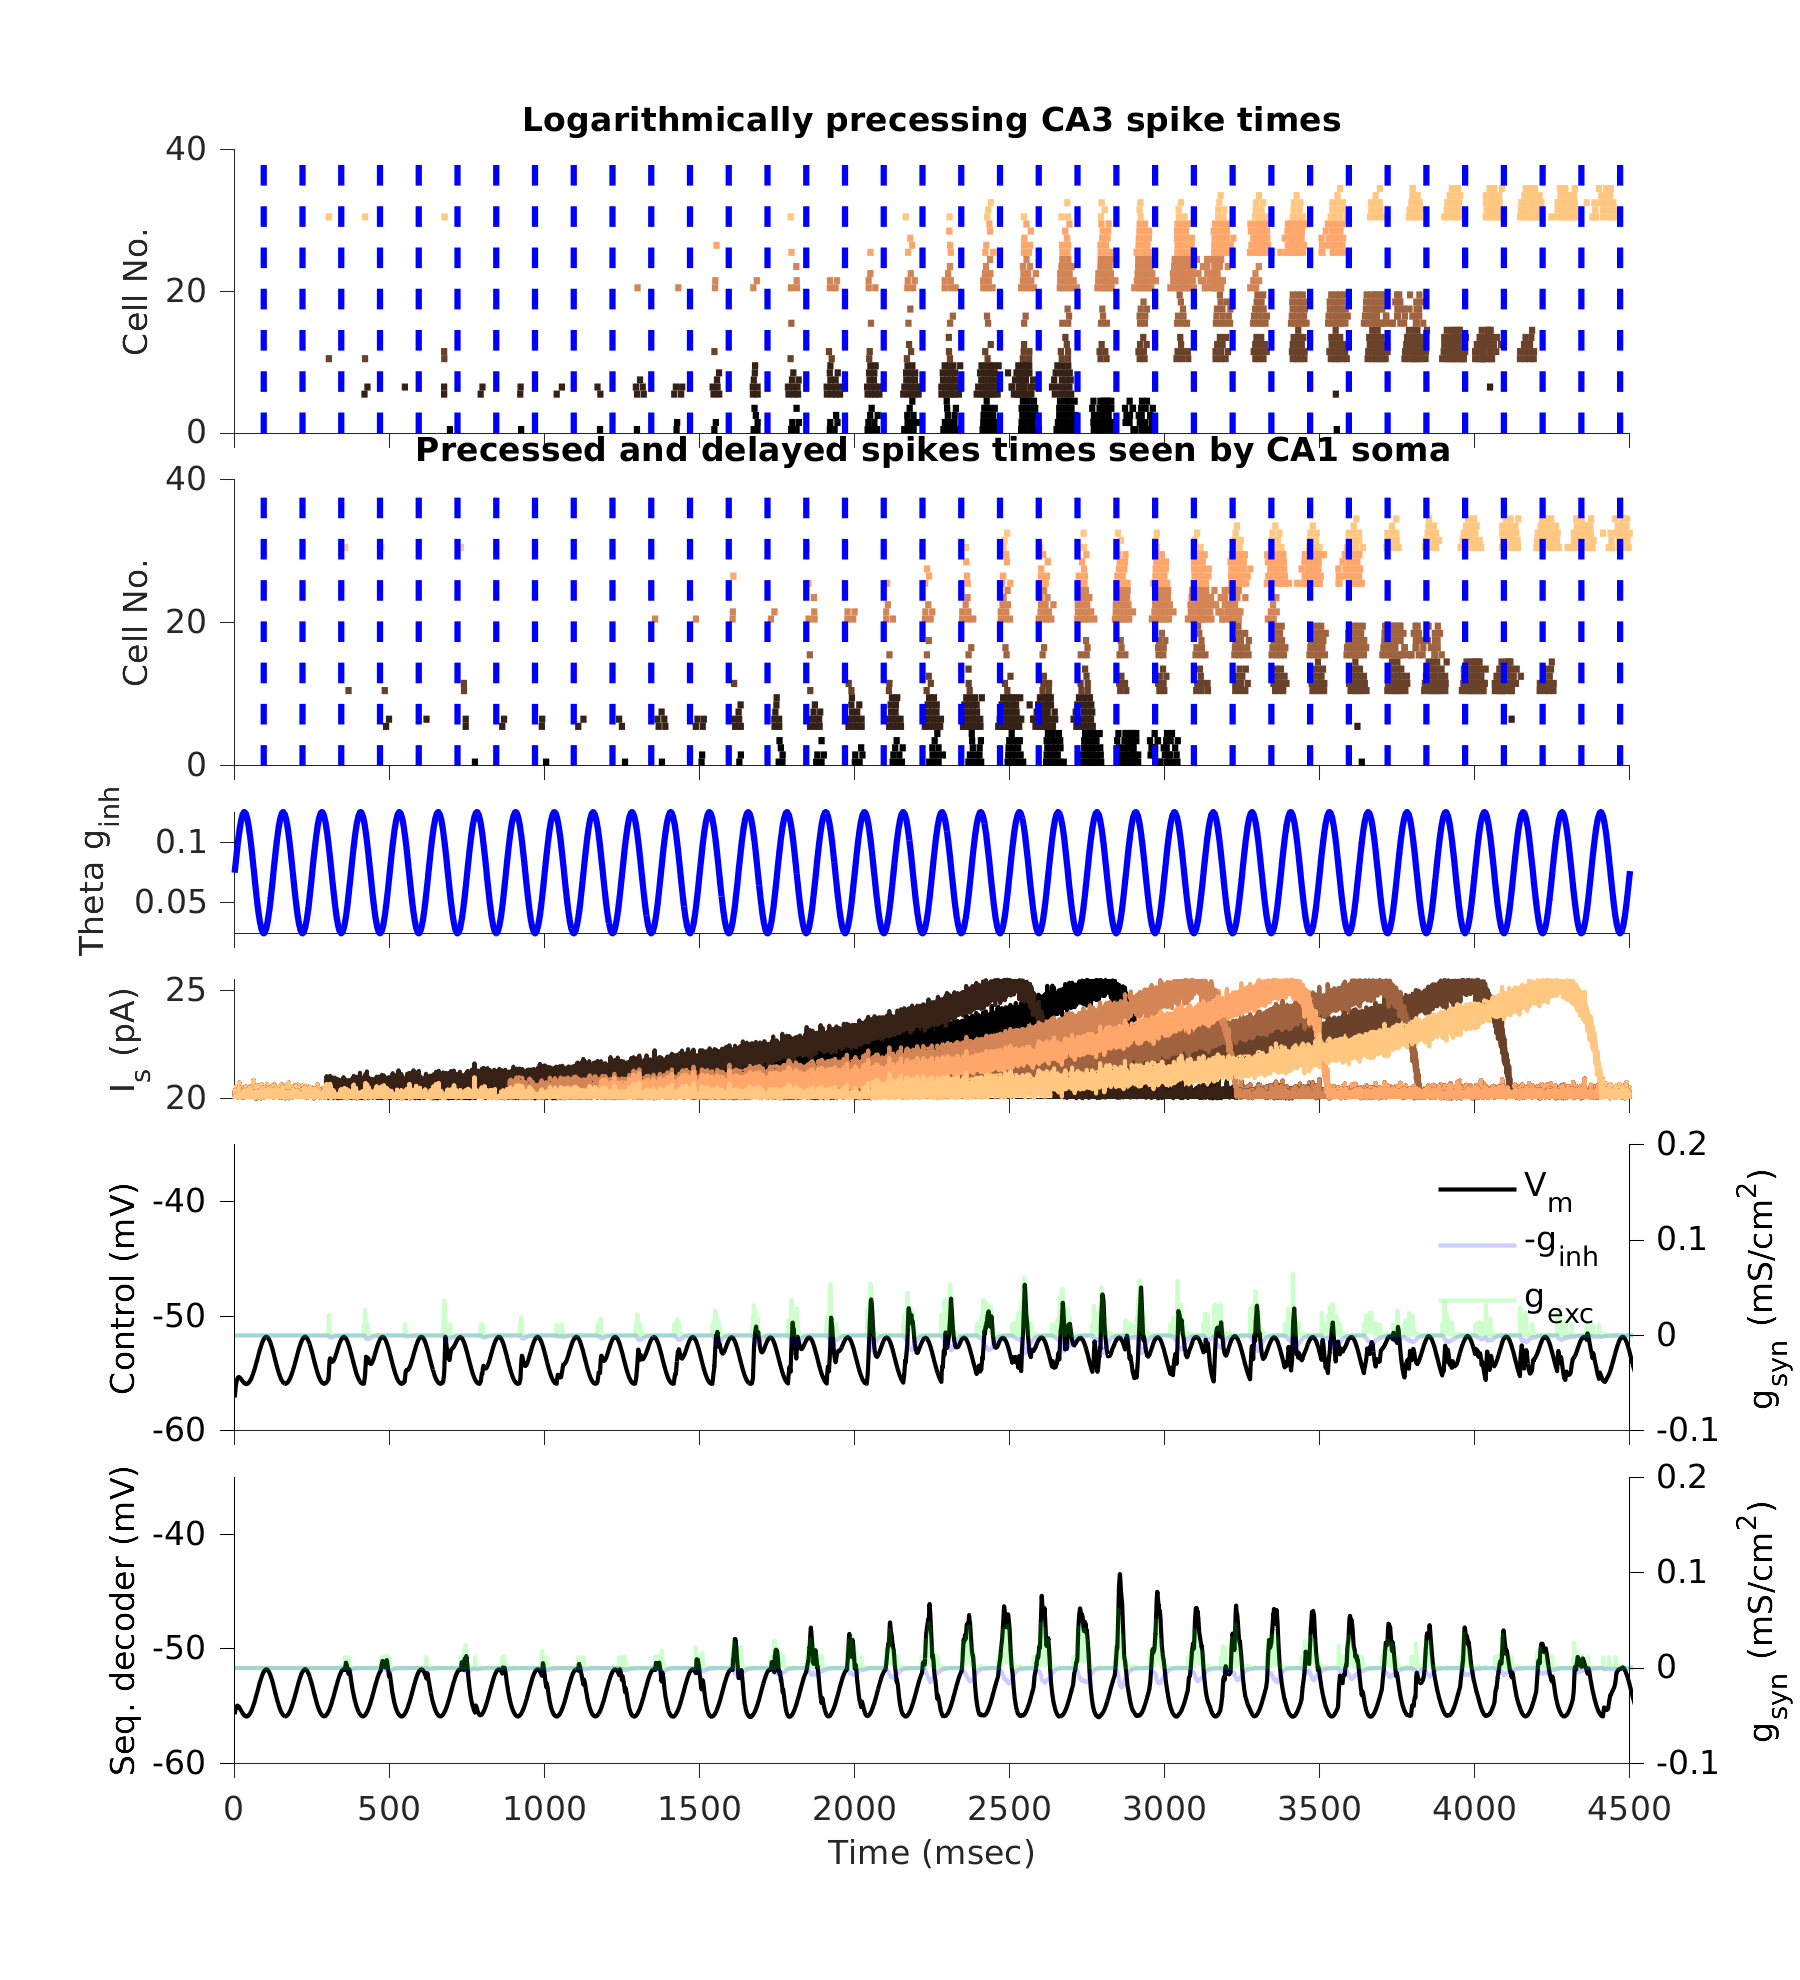 Logarithmically precessing CA3 spike times
40
20
0
Cell No.
Precessed and delayed spikes times seen by CA1 soma
40
20
0
Cell No.
0.1
0.05
Theta g_inh
25
20
I_s (pA)
-40
-50
-60
Control (mV)
V_m
-g_inh
g_exc
0.2
0.1
0
-0.1
g_syn (mS/cm^2)
-40
-50
-60
Seq. decoder (mV)
0.2
0.1
0
-0.1
g_syn (mS/cm^2)
0 500 1000 1500 2000 2500 3000 3500 4000 4500
Time (msec)